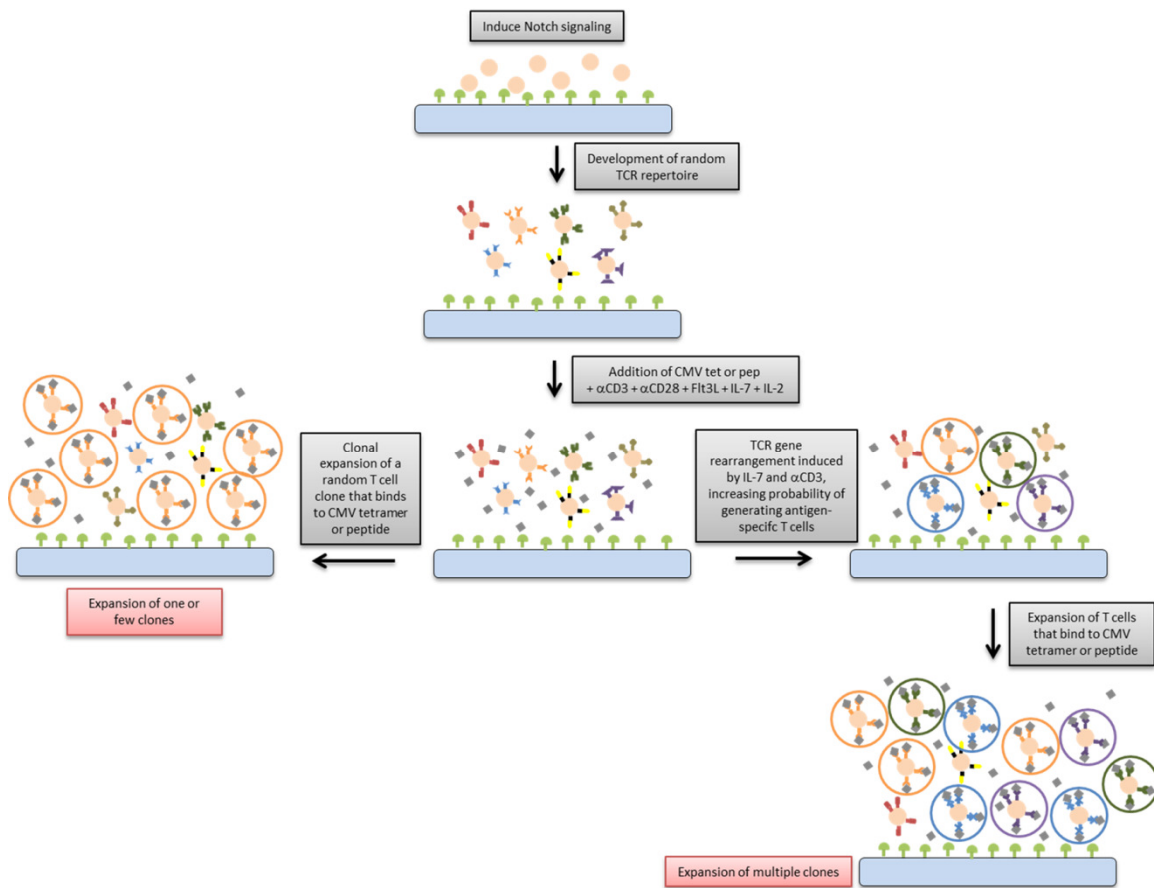 Induce Notch signaling
Development of random
TCR repertoire
Addition of CMV tet or pep
+ αCD3 + αCD28 + Flt3L + IL-7 + IL-2
Clonal
expansion of a
random T cell
clone that binds
to CMV tetramer
or peptide
TCR gene
rearrangement induced
by IL-7 and αCD3,
increasing probability of
generating antigen-
specifc T cells
Expansion of one or
few clones
Expansion of T cells
that bind to CMV
tetramer or peptide
Expansion of multiple clones